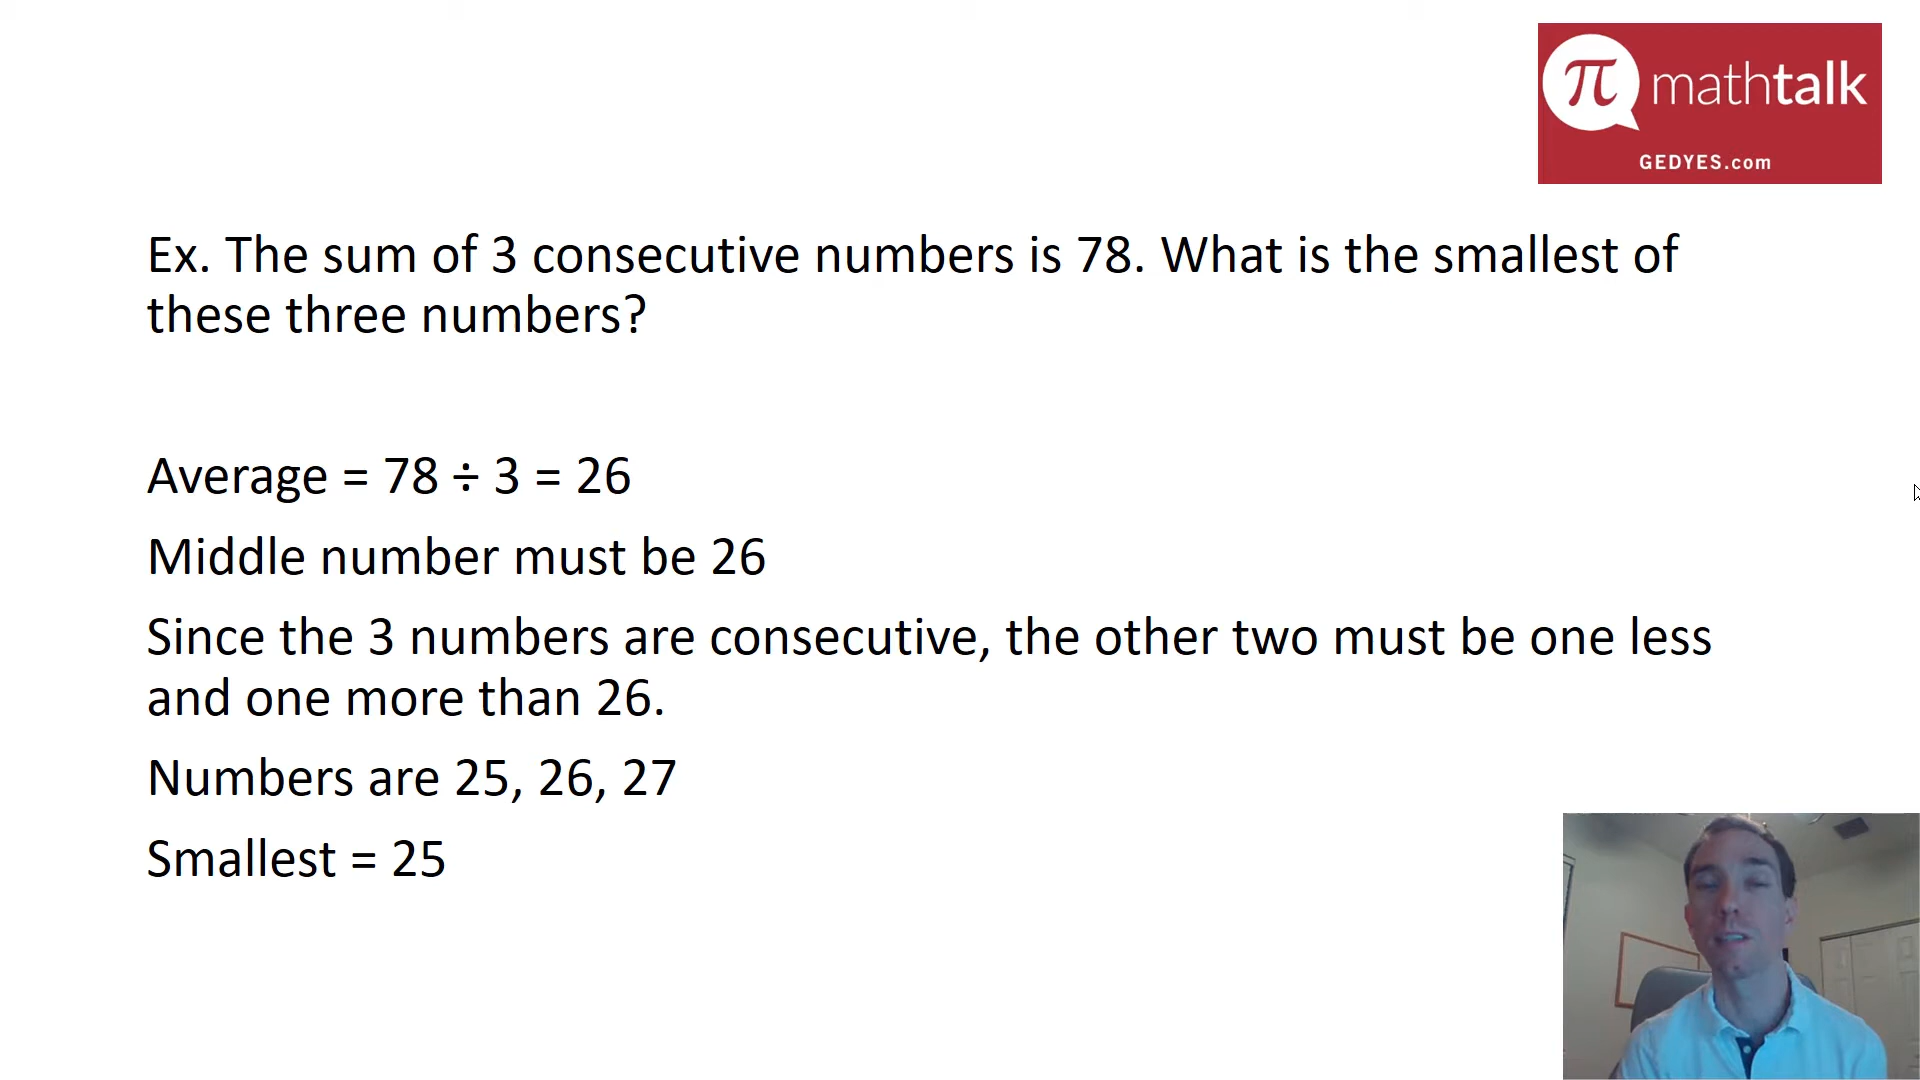 π mathtalk
GEDYES.com
Ex. The sum of 3 consecutive numbers is 78. What is the smallest of
these three numbers?
Average = 78 ÷ 3 = 26
Middle number must be 26
Since the 3 numbers are consecutive, the other two must be one less
and one more than 26.
Numbers are 25, 26, 27
Smallest = 25